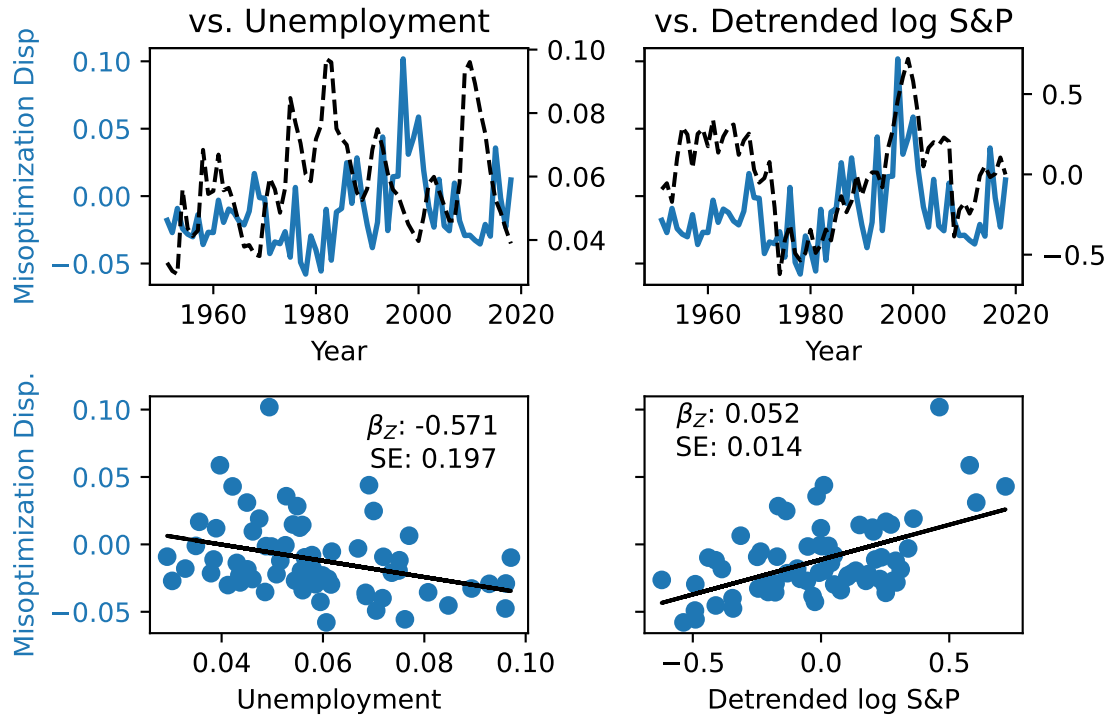 vs. Unemployment
vs. Detrended log S&P
Misoptimization Disp
0.10
0.05
0.00
−0.05
0.10
0.08
0.06
0.04
1960
1980
2000
2020
Year
0.5
0.0
−0.5
1960
1980
2000
2020
Year
Misoptimization Disp.
0.10
0.05
0.00
−0.05
βZ: -0.571
SE: 0.197
0.04
0.06
0.08
0.10
Unemployment
βZ: 0.052
SE: 0.014
−0.5
0.0
0.5
Detrended log S&P